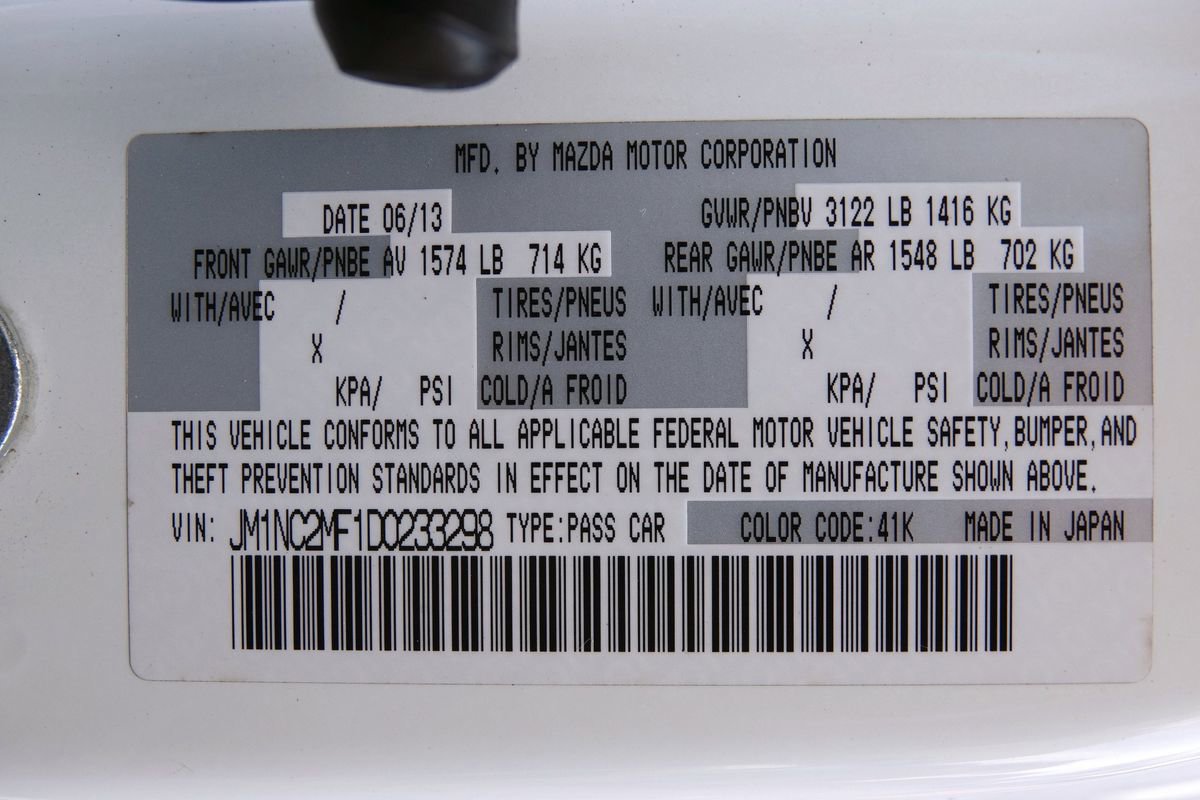 MFD. BY MAZDA MOTOR CORPORATION
DATE 06/13 GVWR/PNBV 3122 LB 1416 KG
FRONT GAWR/PNBE AV 1574 LB 714 KG REAR GAWR/PNBE AR 1548 LB 702 KG
WITH/AVEC / TIRES/PNEUS WITH/AVEC / TIRES/PNEUS
X RIMS/JANTES X RIMS/JANTES
KPA/ PSI COLD/A FROID KPA/ PSI COLD/A FROID
THIS VEHICLE CONFORMS TO ALL APPLICABLE FEDERAL MOTOR VEHICLE SAFETY,BUMPER,AND
THEFT PREVENTION STANDARDS IN EFFECT ON THE DATE OF MANUFACTURE SHOWN ABOVE.
VIN: JM1NC2MF1D0233298 TYPE:PASS CAR COLOR CODE:41K MADE IN JAPAN